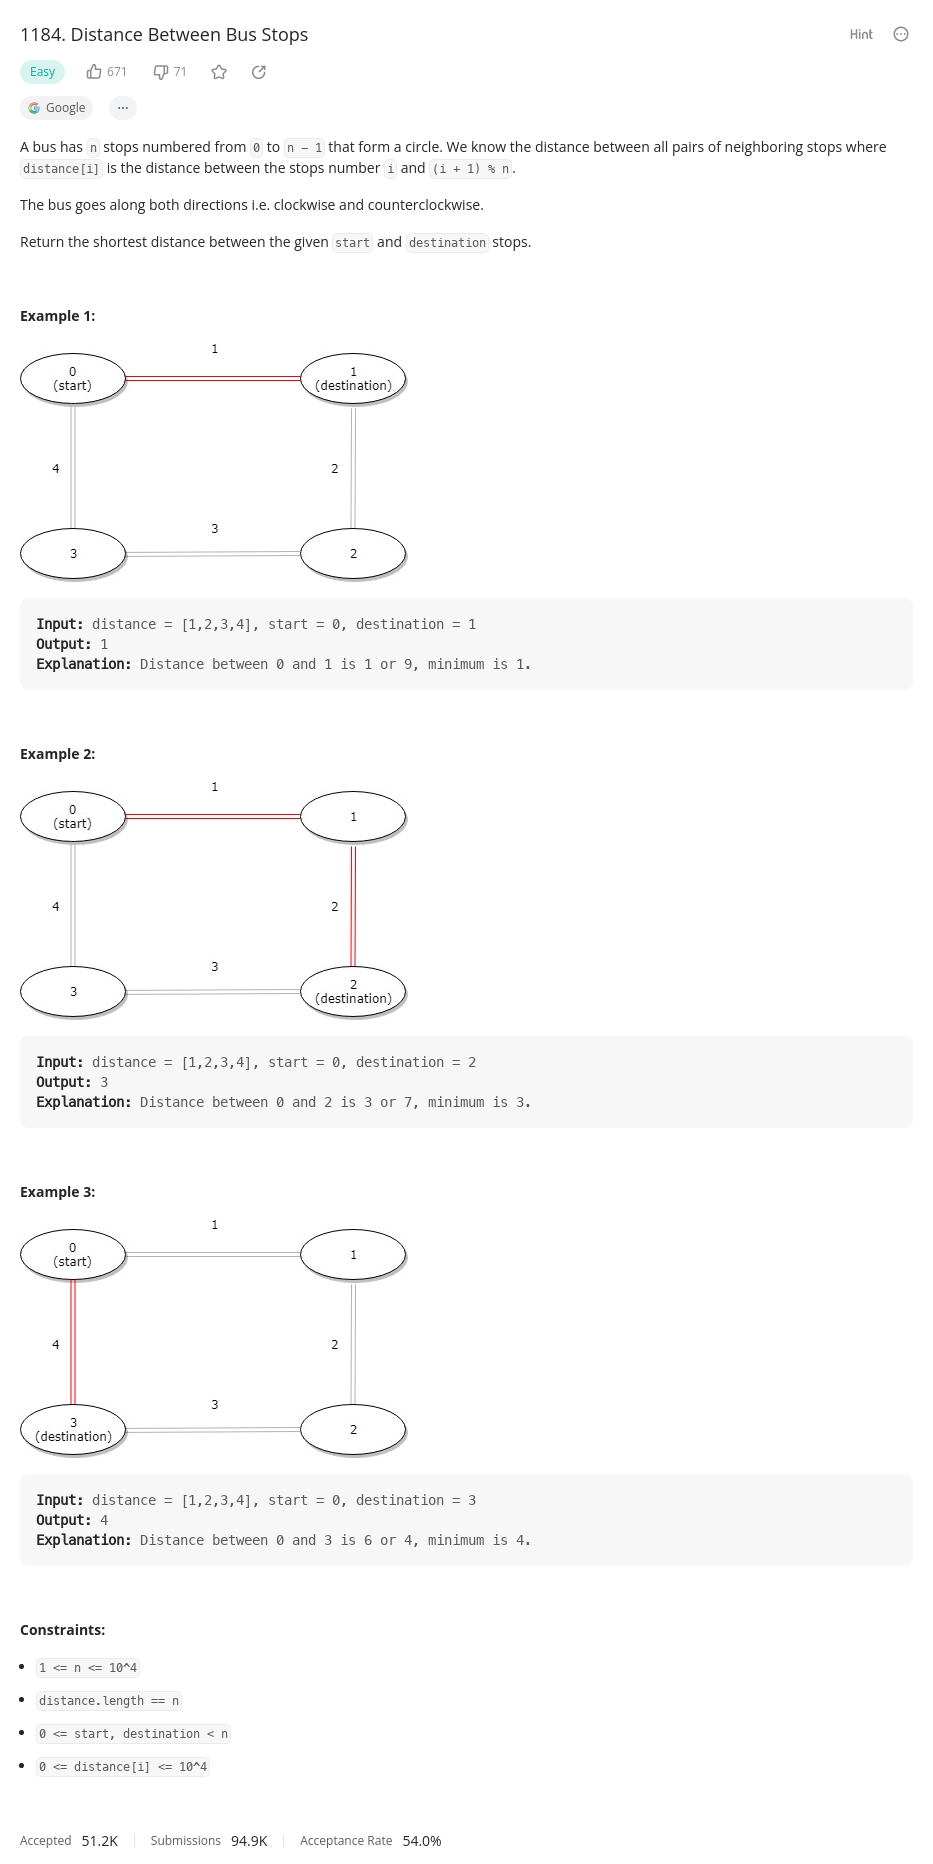 1184. Distance Between Bus Stops
Hint
Easy
671
71
Google
...
A bus has n stops numbered from 0 to n − 1 that form a circle. We know the distance between all pairs of neighboring stops where
distance[i] is the distance between the stops number i and (i + 1) % n.
The bus goes along both directions i.e. clockwise and counterclockwise.
Return the shortest distance between the given start and destination stops.
Example 1:
1
0
(start)
1
(destination)
4
2
3
3
2
Input: distance = [1,2,3,4], start = 0, destination = 1
Output: 1
Explanation: Distance between 0 and 1 is 1 or 9, minimum is 1.
Example 2:
1
0
(start)
1
4
2
3
3
2
(destination)
Input: distance = [1,2,3,4], start = 0, destination = 2
Output: 3
Explanation: Distance between 0 and 2 is 3 or 7, minimum is 3.
Example 3:
1
0
(start)
1
4
2
3
3
(destination)
2
Input: distance = [1,2,3,4], start = 0, destination = 3
Output: 4
Explanation: Distance between 0 and 3 is 6 or 4, minimum is 4.
Constraints:
1 <= n <= 10^4
distance.length == n
0 <= start, destination < n
0 <= distance[i] <= 10^4
Accepted 51.2K Submissions 94.9K Acceptance Rate 54.0%